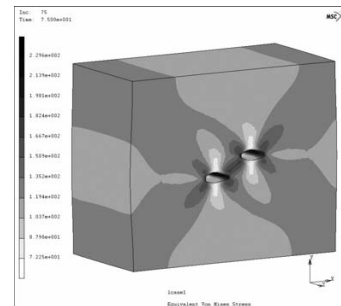 Inc: 75
Time: 7.500e+001
MSC
2.296e+002
2.139e+002
1.981e+002
1.824e+002
1.667e+002
1.509e+002
1.352e+002
1.194e+002
1.037e+002
8.798e+001
7.225e+001
lcase1
Equivalent Von Mises Stress